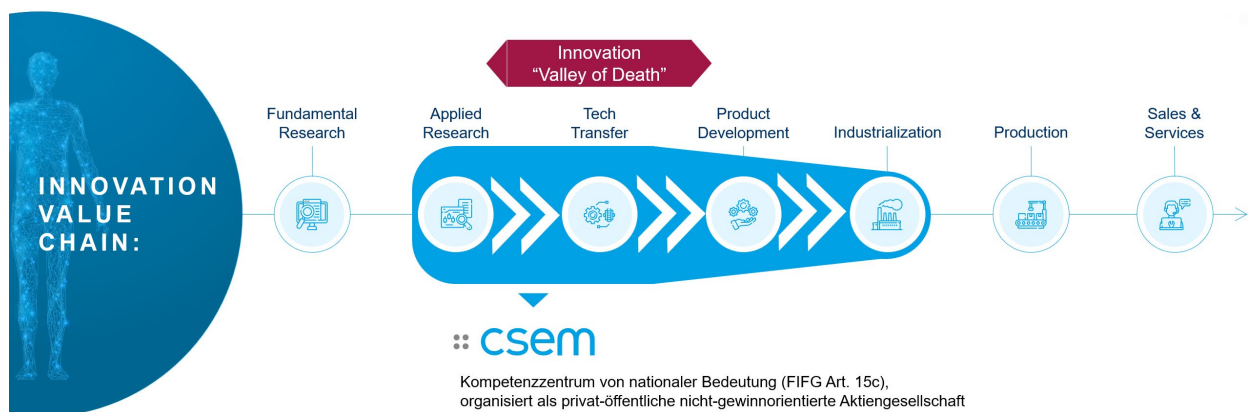 INNOVATION
VALUE
CHAIN:
Innovation
“Valley of Death”
Fundamental
Research
Applied
Research
Tech
Transfer
Product
Development
Industrialization
Production
Sales &
Services
csem
Kompetenzzentrum von nationaler Bedeutung (FIFG Art. 15c),
organisiert als privat-öffentliche nicht-gewinnorientierte Aktiengesellschaft